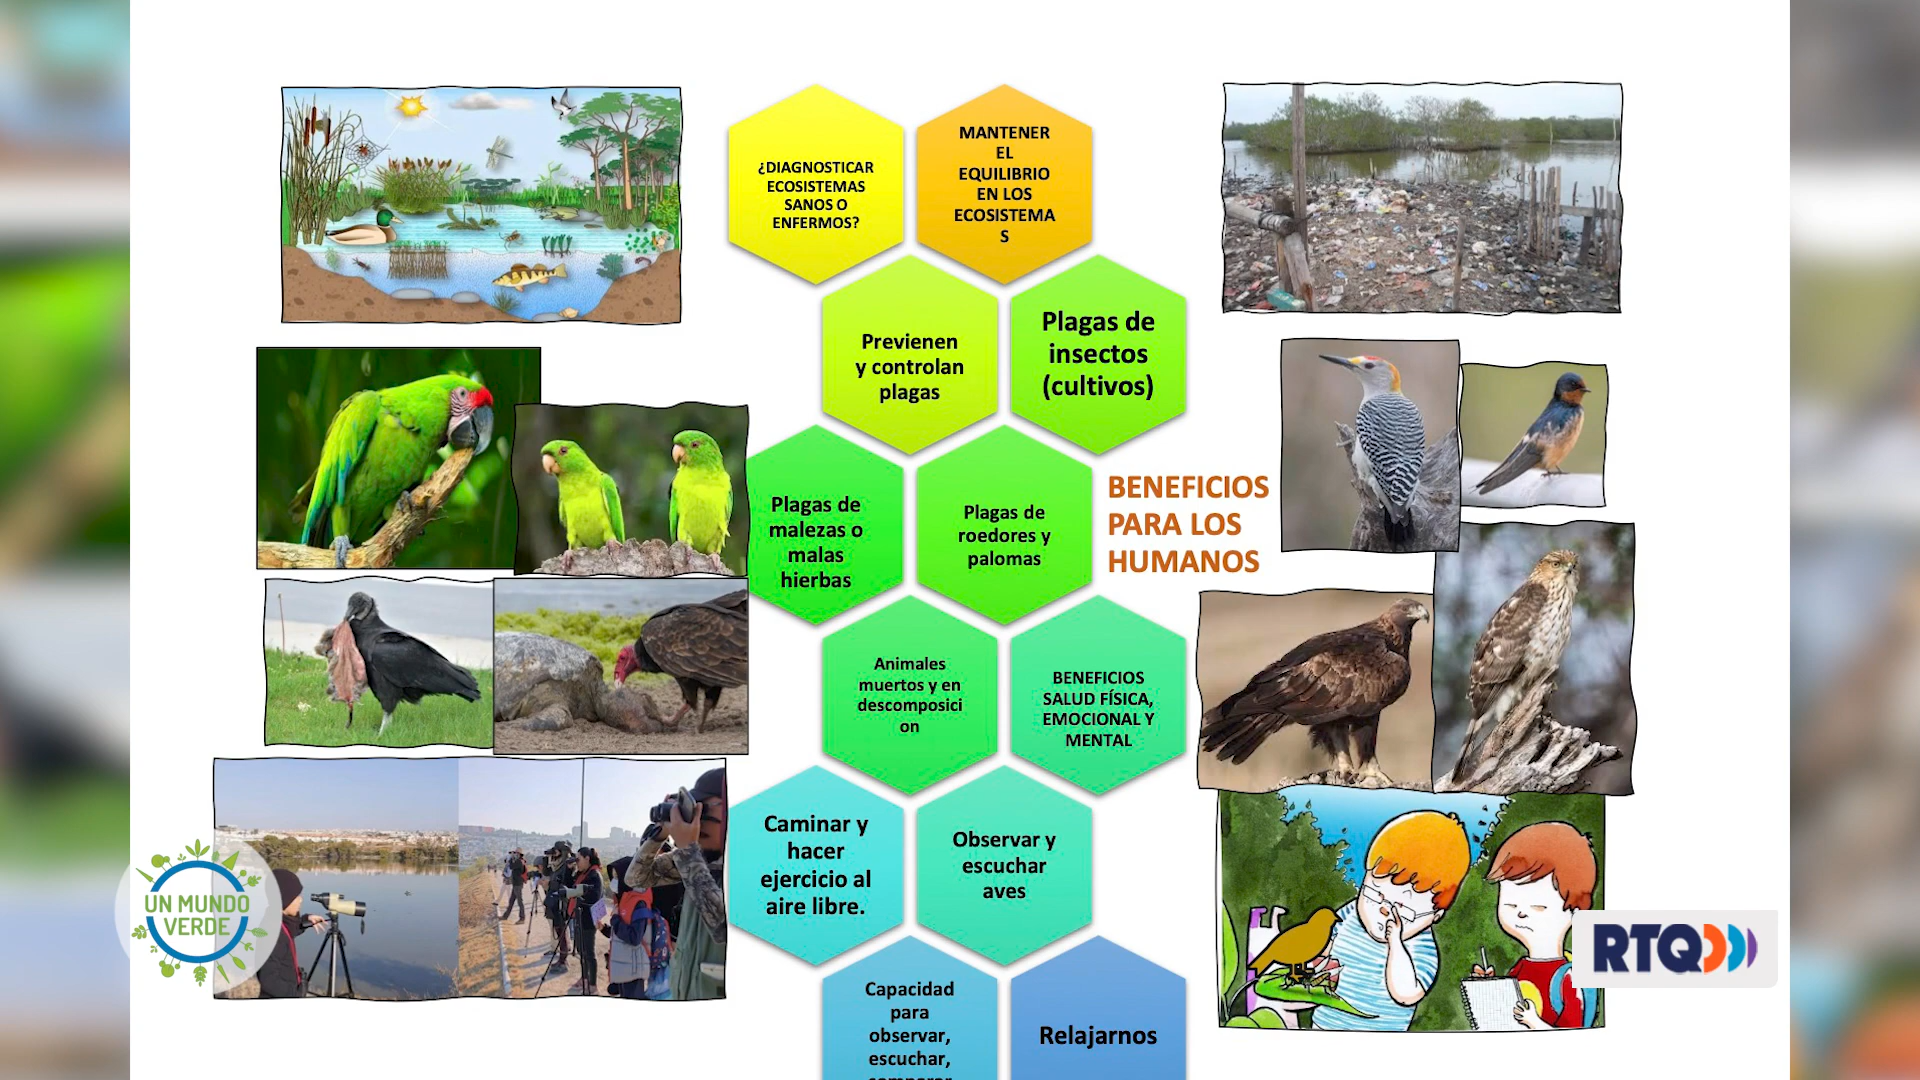 ¿DIAGNOSTICAR
ECOSISTEMAS
SANOS O
ENFERMOS?
MANTENER
EL
EQUILIBRIO
EN LOS
ECOSISTEMA
S
Previenen
y controlan
plagas
Plagas de
insectos
(cultivos)
Plagas de
malezas o
malas
hierbas
Plagas de
roedores y
palomas
BENEFICIOS
PARA LOS
HUMANOS
Animales
muertos y en
descomposici
on
BENEFICIOS
SALUD FÍSICA,
EMOCIONAL Y
MENTAL
Caminar y
hacer
ejercicio al
aire libre.
Observar y
escuchar
aves
Capacidad
para
observar,
escuchar,
Relajarnos
UN MUNDO
VERDE
RTQ